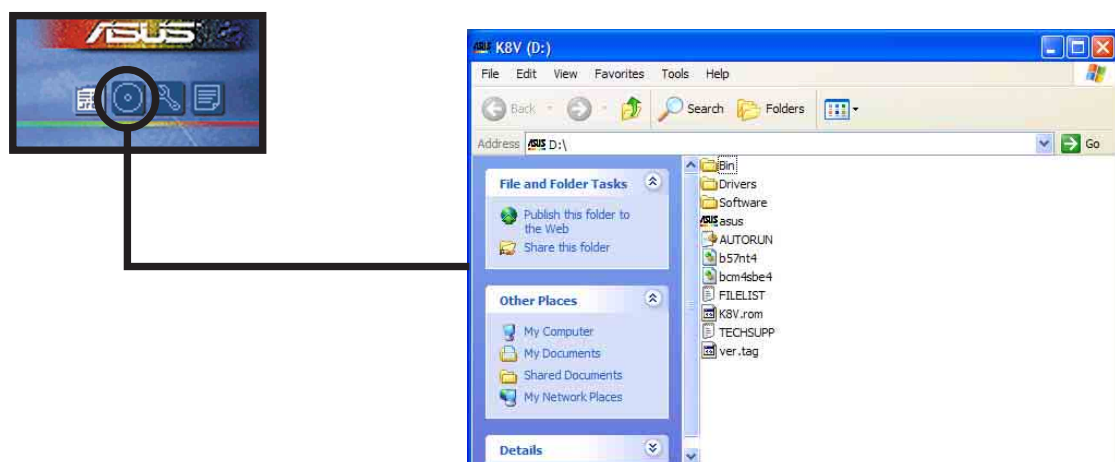 ASUS
K8V (D:)
File Edit View Favorites Tools Help
Back Search Folders
Address D:\ Go
File and Folder Tasks
Publish this folder to
the Web
Share this folder
Other Places
My Computer
My Documents
Shared Documents
My Network Places
Details
Bin
Drivers
Software
asus
AUTORUN
b57nt4
bcm4sbe4
FILELIST
K8V.rom
TECHSUPP
ver.tag